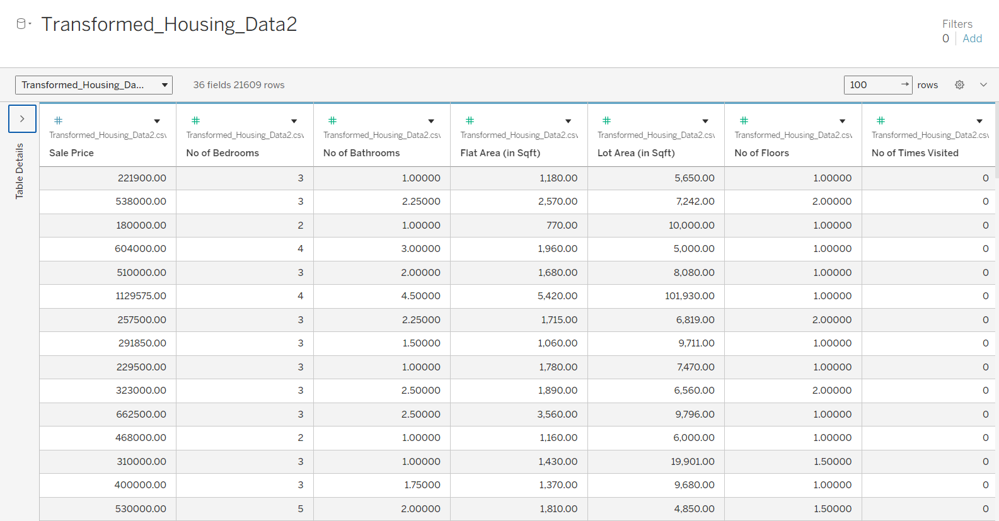 Transformed_Housing_Data2
Filters
0 Add
Transformed_Housing_Da... 36 fields 21609 rows 100 → rows
Table Details
Transformed_Housing_Data2.csv Transformed_Housing_Data2.csv Transformed_Housing_Data2.csv Transformed_Housing_Data2.csv Transformed_Housing_Data2.csv Transformed_Housing_Data2.csv Transformed_Housing_Data2.csv
Sale Price No of Bedrooms No of Bathrooms Flat Area (in Sqft) Lot Area (in Sqft) No of Floors No of Times Visited
221900.00 3 1.00000 1,180.00 5,650.00 1.00000 0
538000.00 3 2.25000 2,570.00 7,242.00 2.00000 0
180000.00 2 1.00000 770.00 10,000.00 1.00000 0
604000.00 4 3.00000 1,960.00 5,000.00 1.00000 0
510000.00 3 2.00000 1,680.00 8,080.00 1.00000 0
1129575.00 4 4.50000 5,420.00 101,930.00 1.00000 0
257500.00 3 2.25000 1,715.00 6,819.00 2.00000 0
291850.00 3 1.50000 1,060.00 9,711.00 1.00000 0
229500.00 3 1.00000 1,780.00 7,470.00 1.00000 0
323000.00 3 2.50000 1,890.00 6,560.00 2.00000 0
662500.00 3 2.50000 3,560.00 9,796.00 1.00000 0
468000.00 2 1.00000 1,160.00 6,000.00 1.00000 0
310000.00 3 1.00000 1,430.00 19,901.00 1.50000 0
400000.00 3 1.75000 1,370.00 9,680.00 1.00000 0
530000.00 5 2.00000 1,810.00 4,850.00 1.50000 0